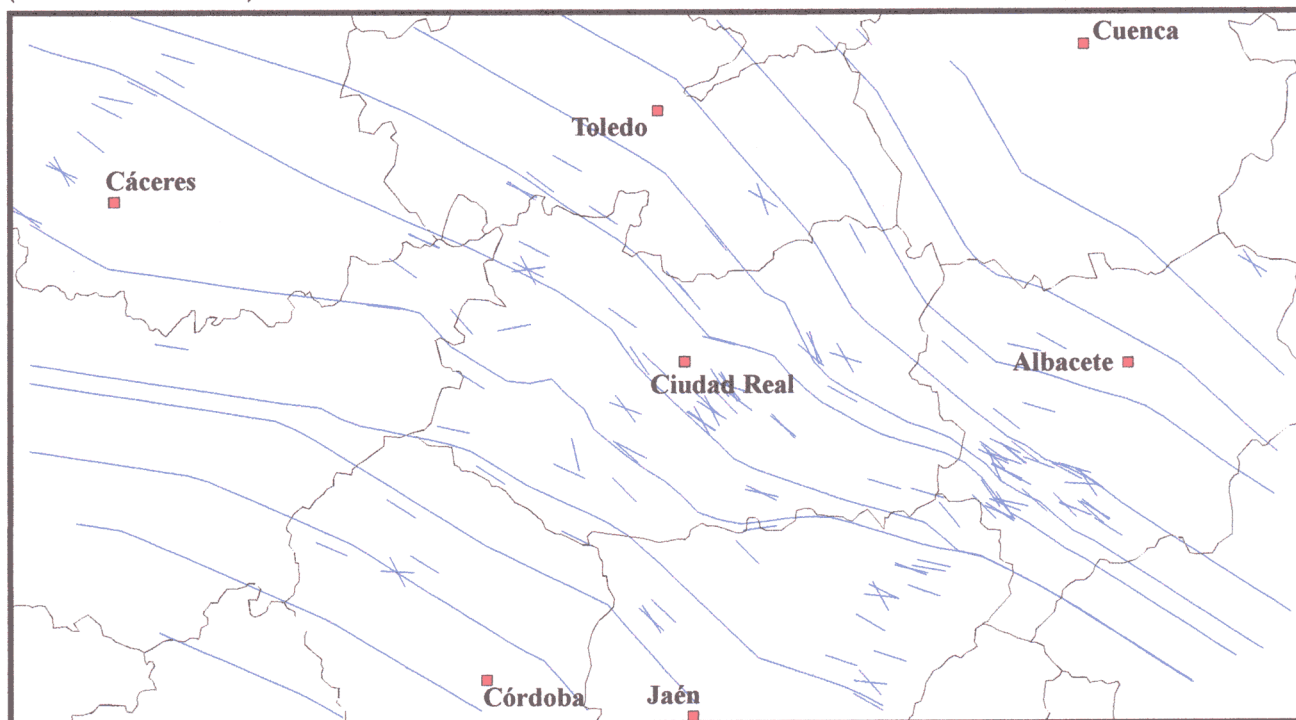 Cuenca
Toledo
Cáceres
Albacete
Ciudad Real
Córdoba
Jaén